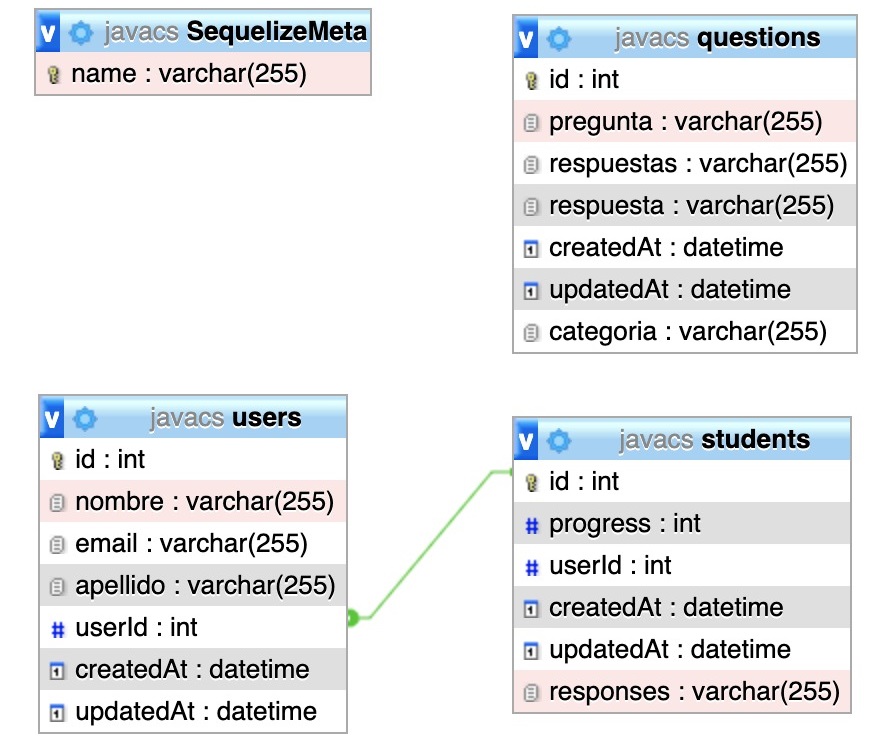 v javacs SequelizeMeta
name : varchar(255)
v javacs questions
id : int
pregunta : varchar(255)
respuestas : varchar(255)
respuesta : varchar(255)
createdAt : datetime
updatedAt : datetime
categoria : varchar(255)
v javacs users
id : int
nombre : varchar(255)
email : varchar(255)
apellido : varchar(255)
# userId : int
createdAt : datetime
updatedAt : datetime
v javacs students
id : int
# progress : int
# userId : int
createdAt : datetime
updatedAt : datetime
responses : varchar(255)